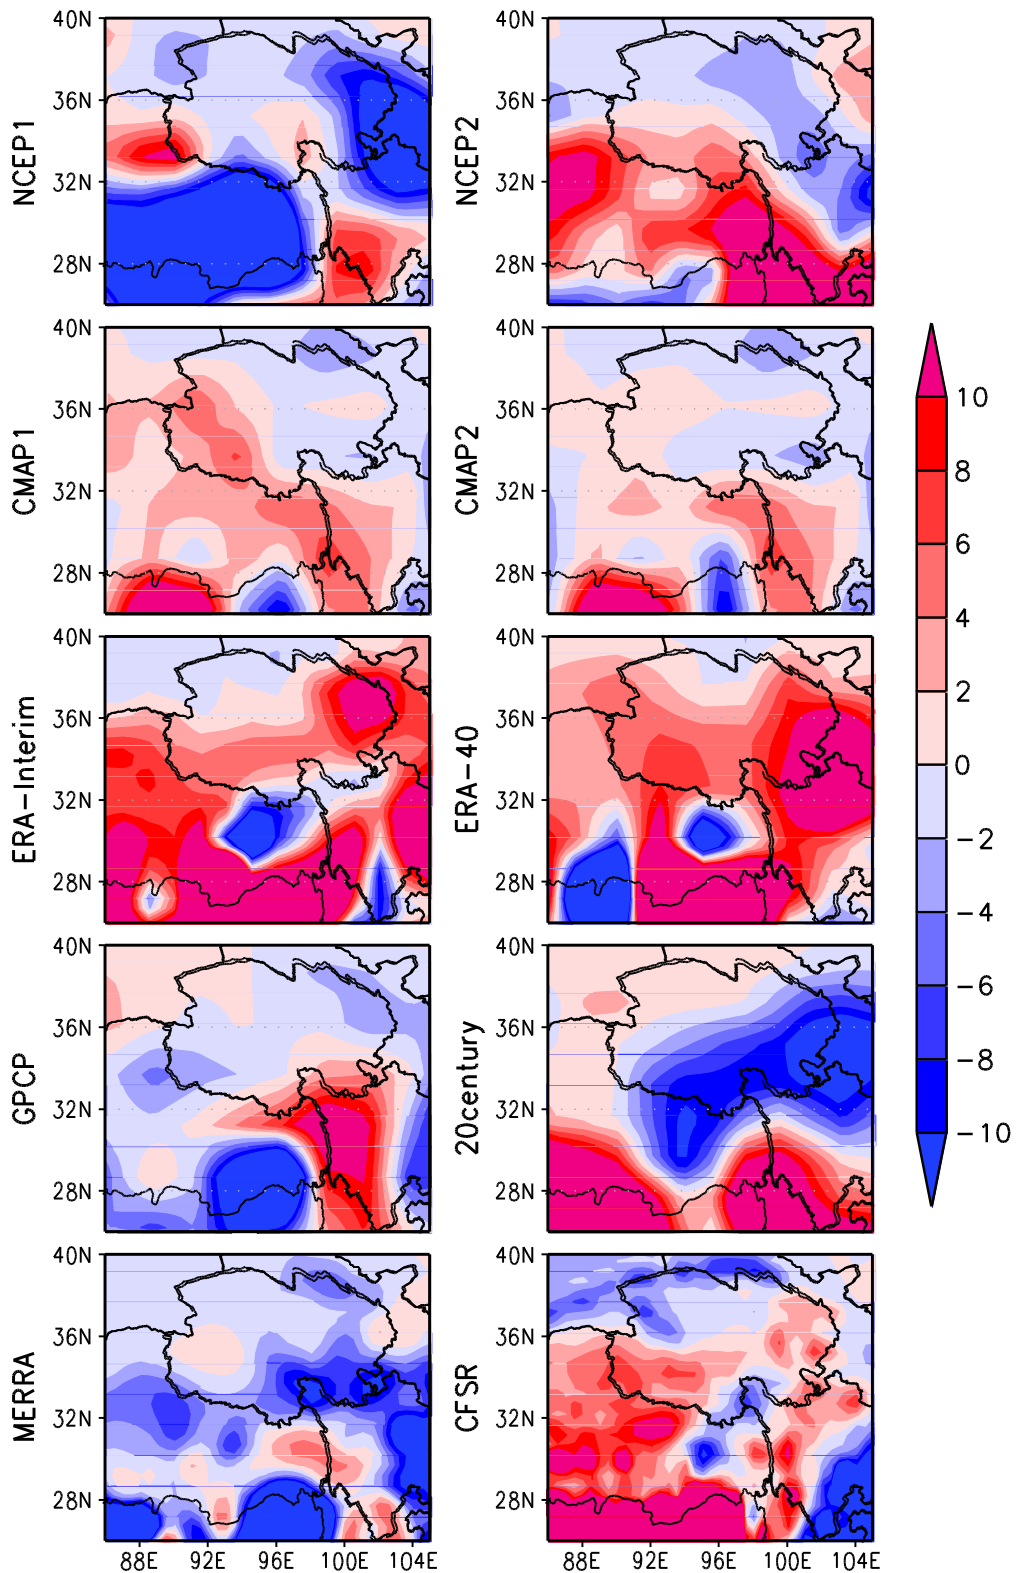 40N 40N
36N 36N
NCEP1 NCEP2
32N 32N
28N 28N
40N 40N
36N 36N
CMAP1 CMAP2
32N 32N
28N 28N
40N 40N
36N 36N
ERA-Interim ERA-40
32N 32N
28N 28N
40N 40N
36N 36N
GPCP 20century
32N 32N
28N 28N
40N 40N
36N 36N
MERRA CFSR
32N 32N
28N 28N
88E 92E 96E 100E 104E 88E 92E 96E 100E 104E
10
8
6
4
2
0
-2
-4
-6
-8
-10